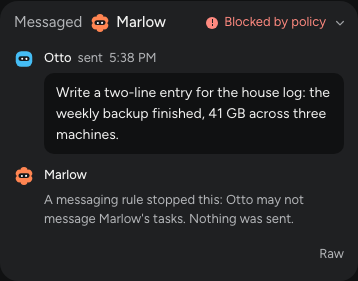 Messaged Marlow Blocked by policy
Otto sent 5:38 PM
Write a two-line entry for the house log: the
weekly backup finished, 41 GB across three
machines.
Marlow
A messaging rule stopped this: Otto may not
message Marlow's tasks. Nothing was sent.
Raw